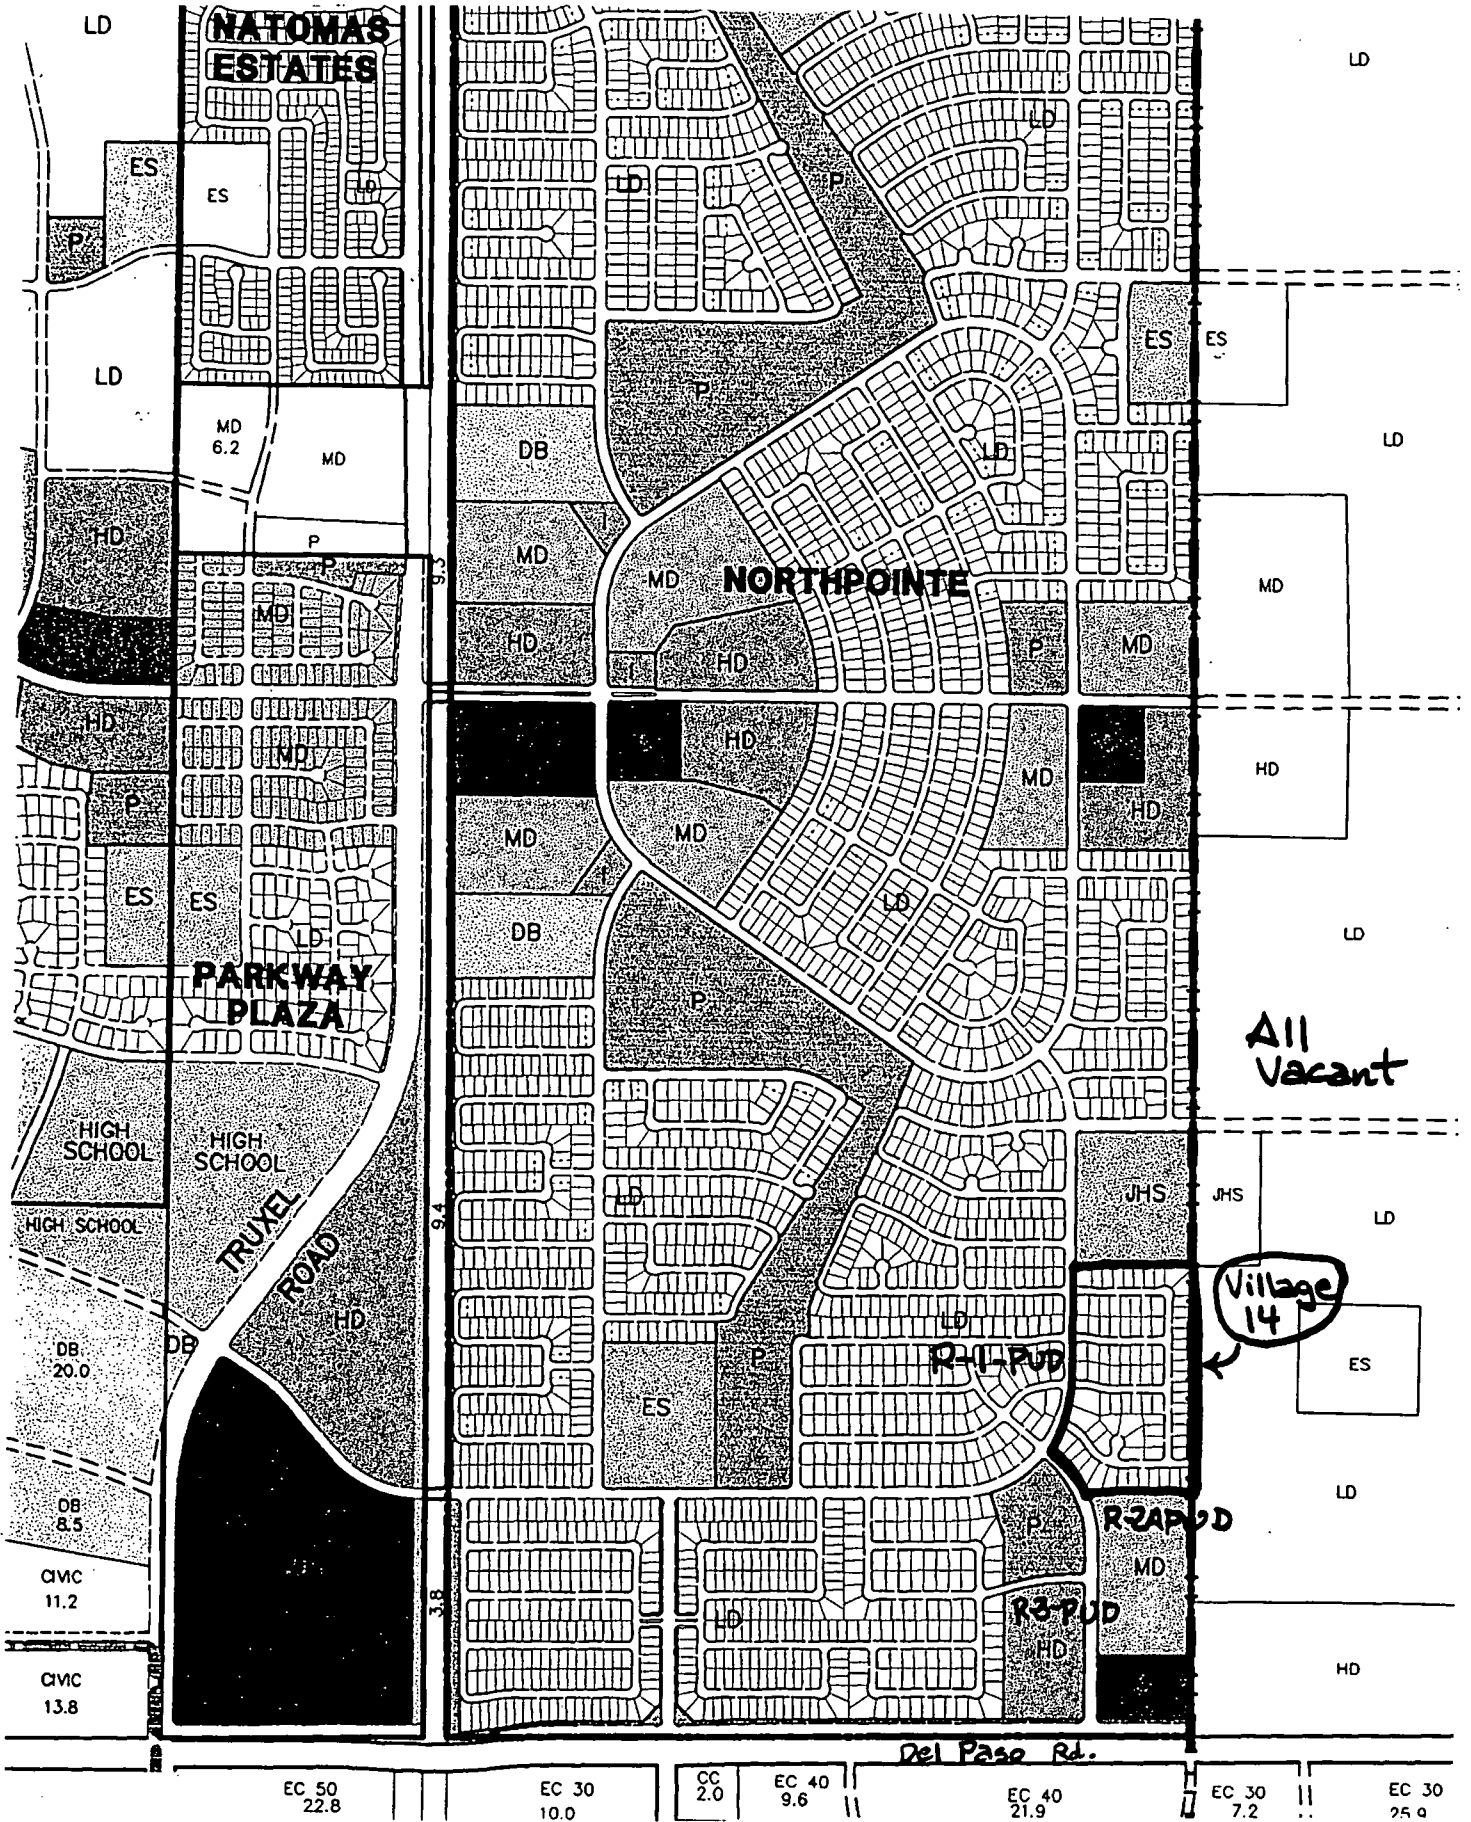 LD
NATOMAS
ESTATES
LD
LD
ES
ES
LD
LD
P
P
LD
ES
ES
P
LD
MD
6.2
MD
DB
LD
LD
HD
P
P
I
MD
MD
NORTHPOINTE
MD
9.3
MD
HD
I
HD
P
MD
HD
MD
HD
MD
HD
HD
P
MD
MD
HD
ES
ES
I
LD
LD
DB
LD
PARKWAY
PLAZA
P
All
Vacant
HIGH
SCHOOL
HIGH
SCHOOL
JHS
JHS
LD
LD
HIGH SCHOOL
TRUXEL
ROAD
9.4
Village
14
HD
LD
DB
DB
20.0
R-1-PUD
P
ES
ES
DB
8.5
LD
P
R-2APUD
MD
CIVIC
11.2
3.8
LD
R3-PUD
HD
HD
CIVIC
13.8
Del Paso Rd.
EC 50
22.8
EC 30
10.0
CC
2.0
EC 40
9.6
EC 40
21.9
EC 30
7.2
EC 30
25.9